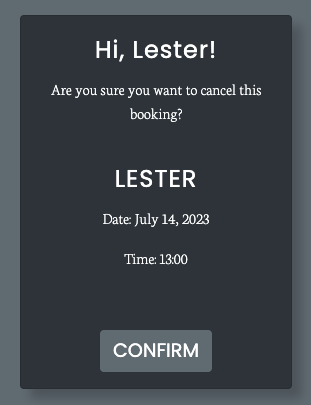 Hi, Lester!
Are you sure you want to cancel this
booking?
LESTER
Date: July 14, 2023
Time: 13:00
CONFIRM